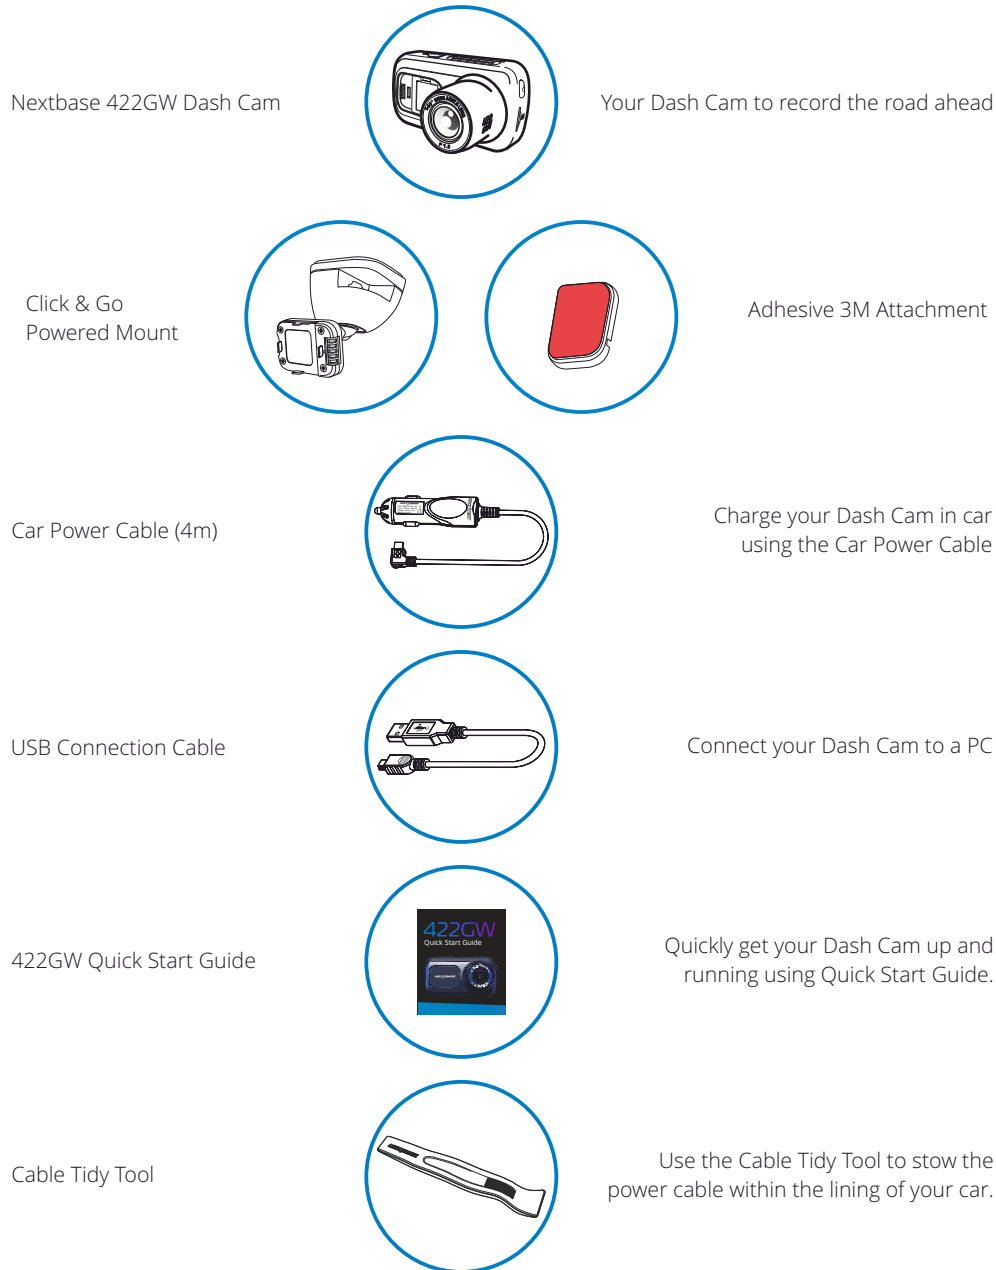 Nextbase 422GW Dash Cam
Your Dash Cam to record the road ahead
Click & Go
Powered Mount
Adhesive 3M Attachment
Car Power Cable (4m)
Charge your Dash Cam in car
using the Car Power Cable
USB Connection Cable
Connect your Dash Cam to a PC
422GW Quick Start Guide
422GW
Quick Start Guide
Quickly get your Dash Cam up and
running using Quick Start Guide.
Cable Tidy Tool
Use the Cable Tidy Tool to stow the
power cable within the lining of your car.